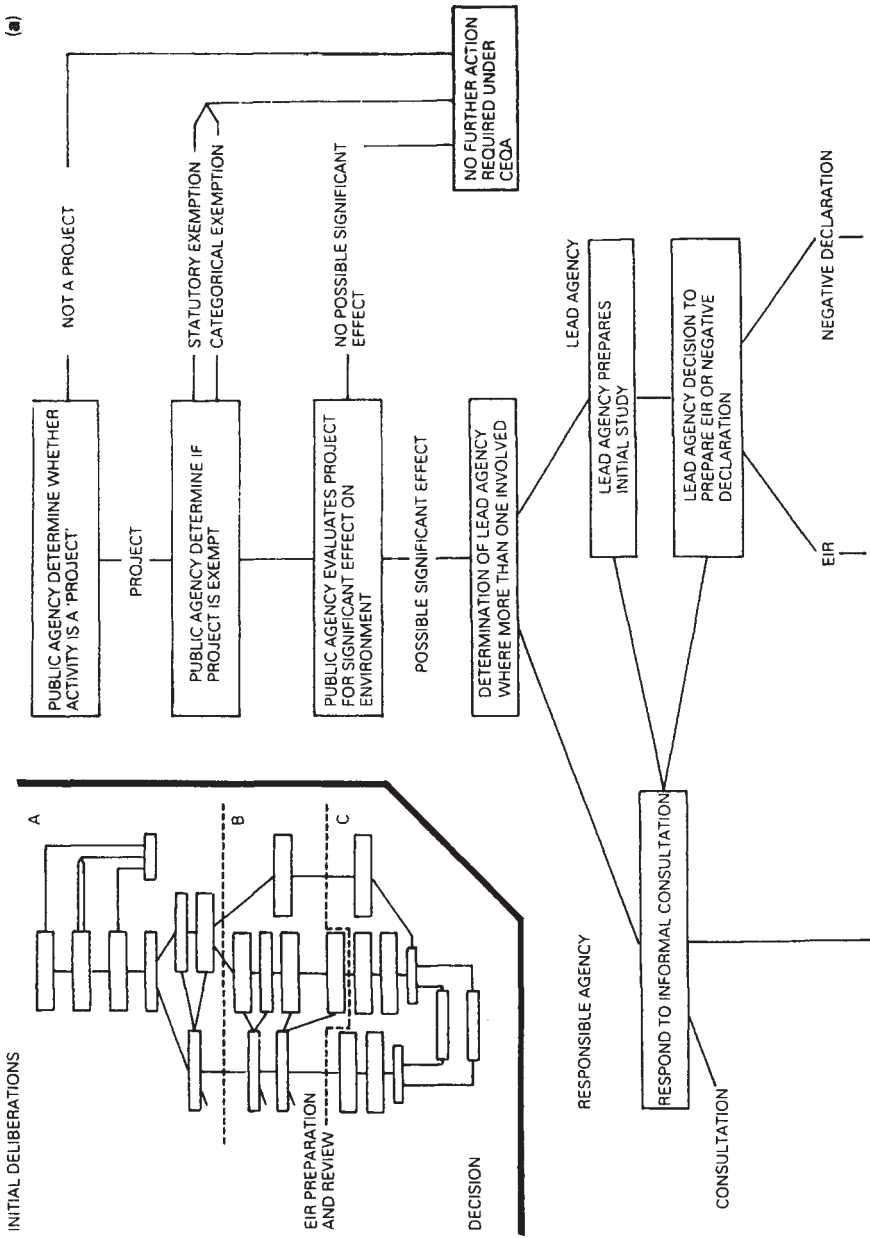 (a)
INITIAL DELIBERATIONS
A
B
C
EIR PREPARATION
AND REVIEW
DECISION
PUBLIC AGENCY DETERMINE WHETHER
ACTIVITY IS A 'PROJECT'
NOT A PROJECT
PROJECT
PUBLIC AGENCY DETERMINE IF
PROJECT IS EXEMPT
STATUTORY EXEMPTION
CATEGORICAL EXEMPTION
PUBLIC AGENCY EVALUATES PROJECT
FOR SIGNIFICANT EFFECT ON
ENVIRONMENT
NO POSSIBLE SIGNIFICANT
EFFECT
NO FURTHER ACTION
REQUIRED UNDER
CEQA
POSSIBLE SIGNIFICANT EFFECT
DETERMINATION OF LEAD AGENCY
WHERE MORE THAN ONE INVOLVED
RESPONSIBLE AGENCY
LEAD AGENCY
RESPOND TO INFORMAL CONSULTATION
LEAD AGENCY PREPARES
INITIAL STUDY
LEAD AGENCY DECISION TO
PREPARE EIR OR NEGATIVE
DECLARATION
CONSULTATION
EIR
NEGATIVE DECLARATION